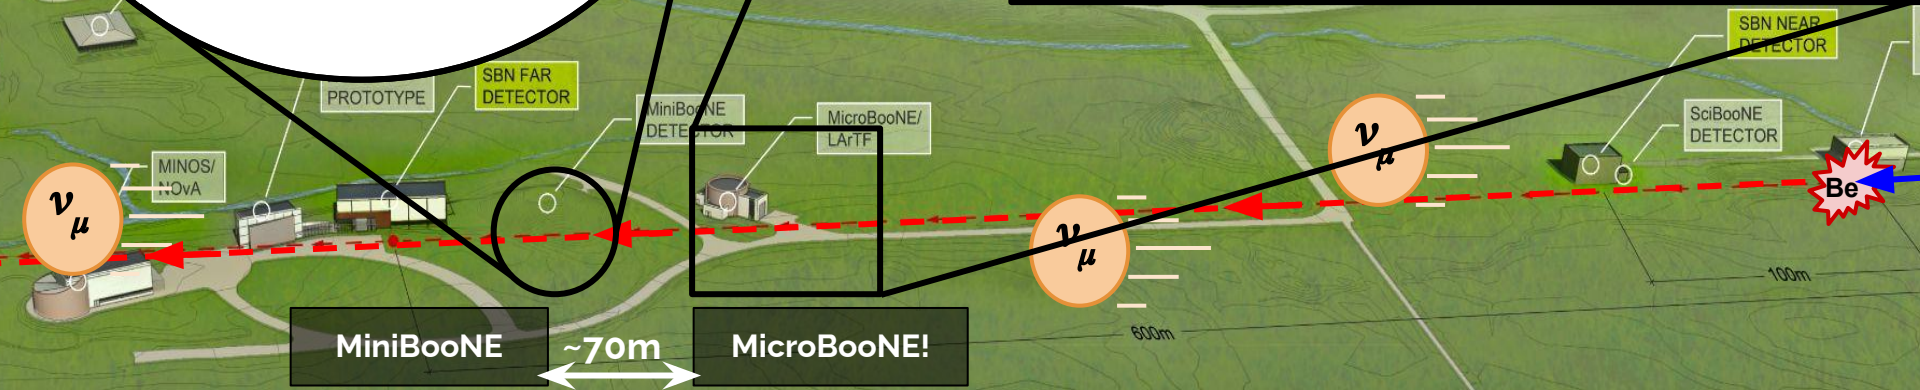 SBN NEAR
DETECTOR
SBN FAR
DETECTOR
PROTOTYPE
MiniBooNE
DETECTOR
MicroBooNE/
LArTF
SciBooNE
DETECTOR
MINOS/
NOvA
ν
μ
ν
μ
ν
μ
Be
100m
600m
MiniBooNE
~70m
MicroBooNE!